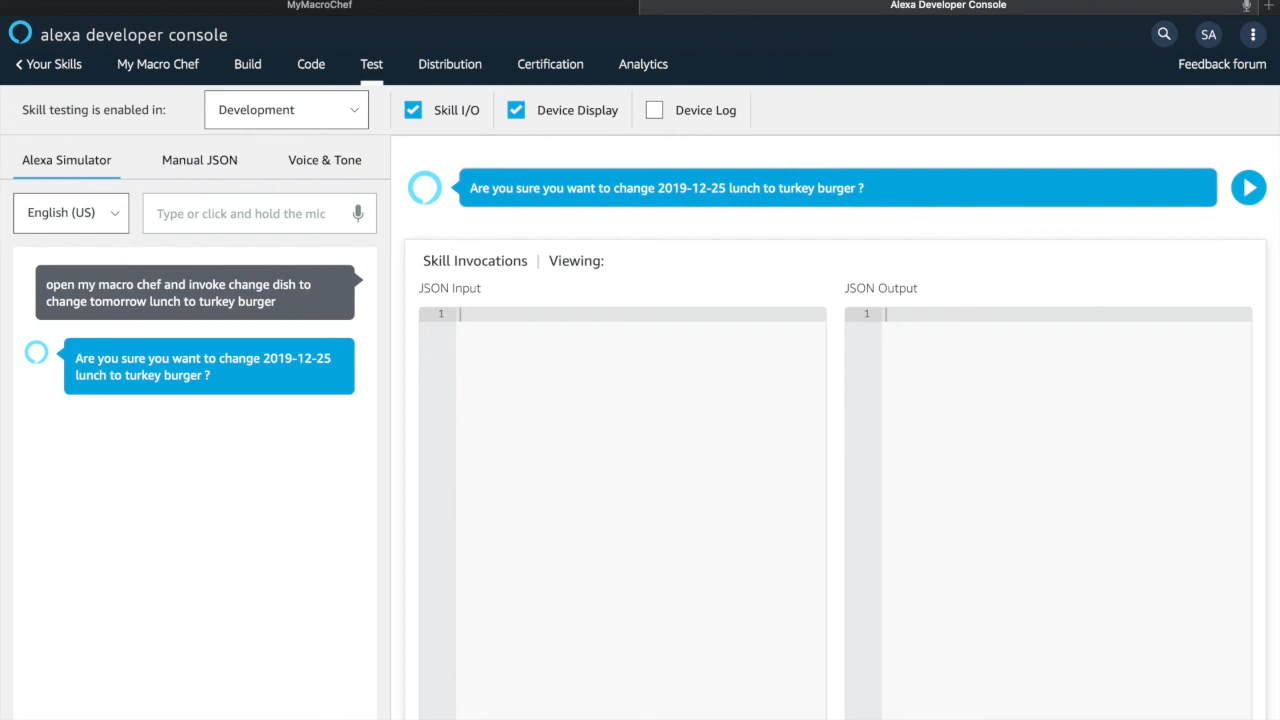 MyMacroChef
Alexa Developer Console
alexa developer console
SA
Your Skills
My Macro Chef
Build
Code
Test
Distribution
Certification
Analytics
Feedback forum
Skill testing is enabled in:
Development
Skill I/O
Device Display
Device Log
Alexa Simulator
Manual JSON
Voice & Tone
English (US)
Type or click and hold the mic
open my macro chef and invoke change dish to
change tomorrow lunch to turkey burger
Are you sure you want to change 2019-12-25
lunch to turkey burger ?
Are you sure you want to change 2019-12-25 lunch to turkey burger ?
Skill Invocations | Viewing:
JSON Input
1
JSON Output
1